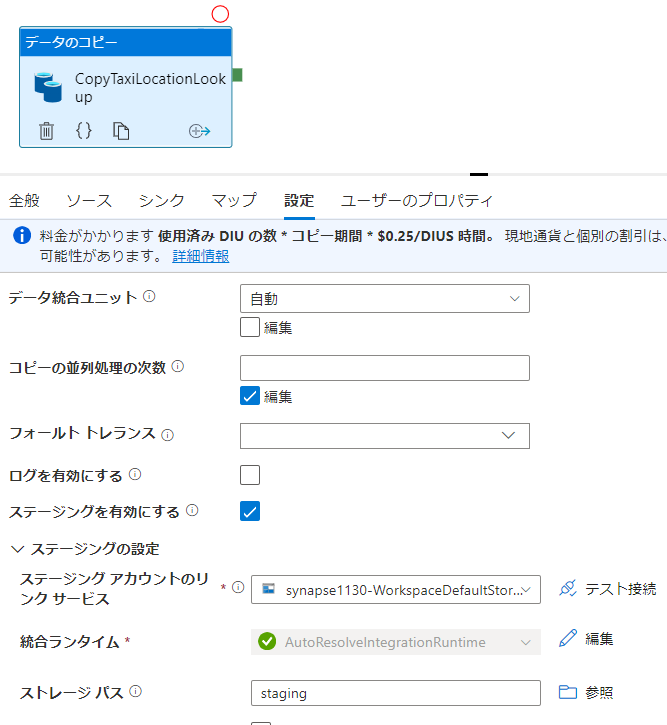 データのコピー
CopyTaxiLocationLook
up
全般 ソース シンク マップ 設定 ユーザーのプロパティ
料金がかかります 使用済み DIU の数 * コピー期間 * $0.25/DIUS 時間。 現地通貨と個別の割引は、
可能性があります。 詳細情報
データ統合ユニット 自動
編集
コピーの並列処理の次数
編集
フォールト トレランス
ログを有効にする
ステージングを有効にする
ステージングの設定
ステージング アカウントのリ
ンク サービス * synapse1130-WorkspaceDefaultStor... テスト接続
統合ランタイム * AutoResolveIntegrationRuntime 編集
ストレージ パス staging 参照